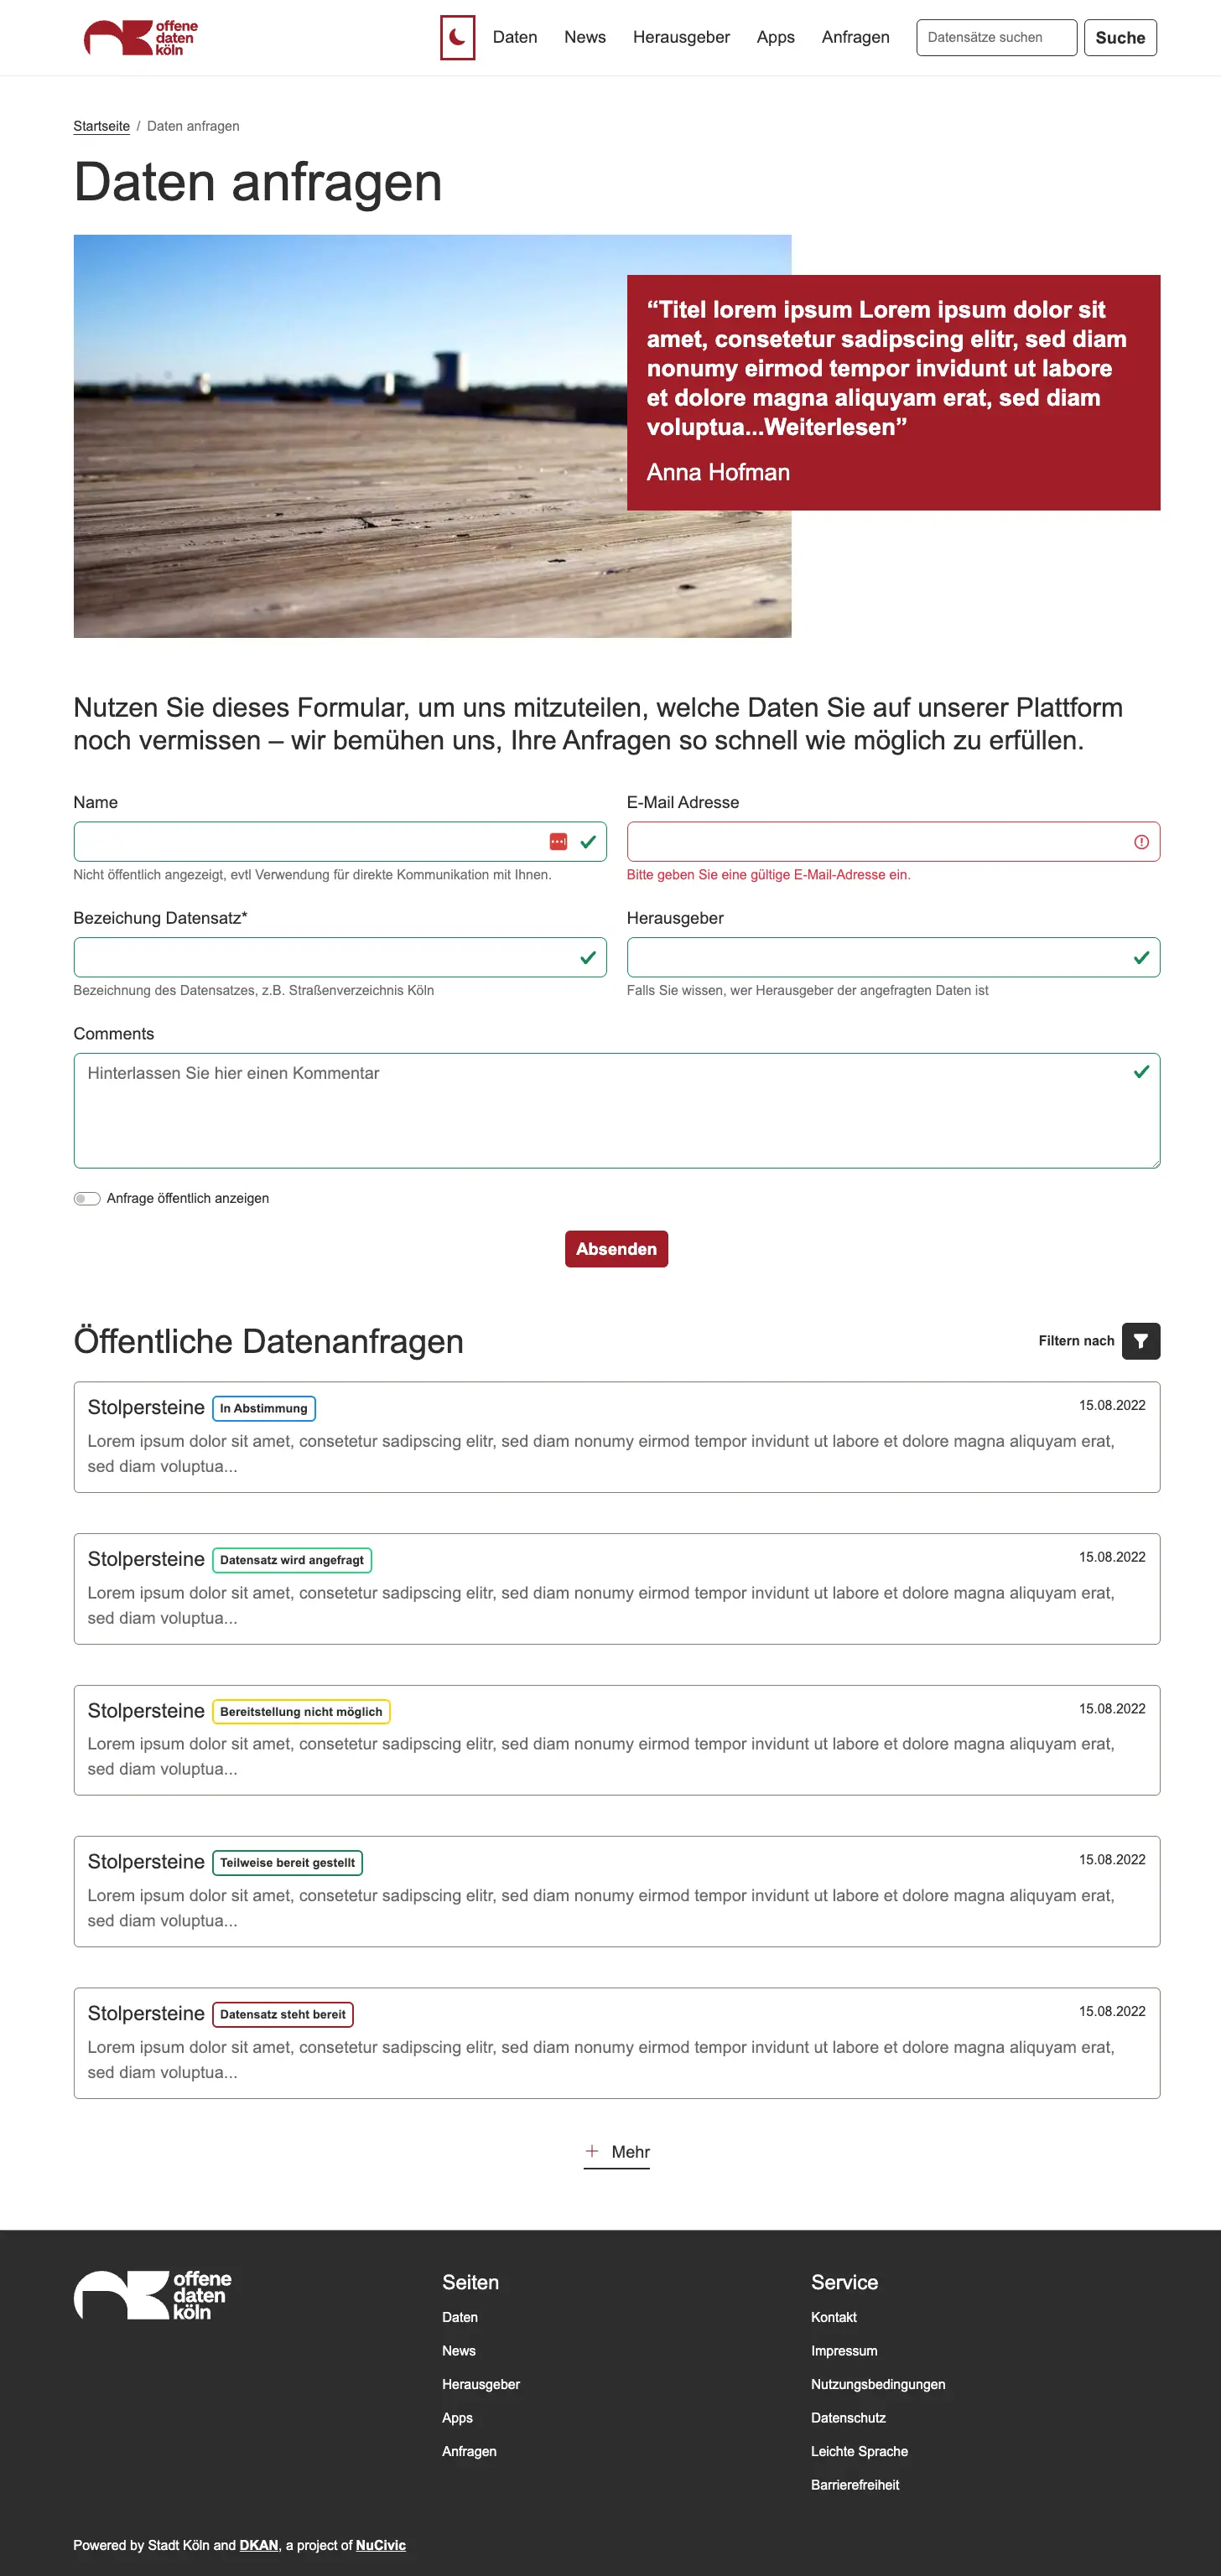 offene
daten
köln
Daten News Herausgeber Apps Anfragen Datensätze suchen Suche
Startseite / Daten anfragen
Daten anfragen
“Titel lorem ipsum Lorem ipsum dolor sit
amet, consetetur sadipscing elitr, sed diam
nonumy eirmod tempor invidunt ut labore
et dolore magna aliquyam erat, sed diam
voluptua...Weiterlesen”
Anna Hofman
Nutzen Sie dieses Formular, um uns mitzuteilen, welche Daten Sie auf unserer Plattform
noch vermissen – wir bemühen uns, Ihre Anfragen so schnell wie möglich zu erfüllen.
Name
Nicht öffentlich angezeigt, evtl Verwendung für direkte Kommunikation mit Ihnen.
E-Mail Adresse
Bitte geben Sie eine gültige E-Mail-Adresse ein.
Bezeichung Datensatz*
Bezeichnung des Datensatzes, z.B. Straßenverzeichnis Köln
Herausgeber
Falls Sie wissen, wer Herausgeber der angefragten Daten ist
Comments
Hinterlassen Sie hier einen Kommentar
Anfrage öffentlich anzeigen
Absenden
Öffentliche Datenanfragen
Filtern nach
Stolpersteine In Abstimmung 15.08.2022
Lorem ipsum dolor sit amet, consetetur sadipscing elitr, sed diam nonumy eirmod tempor invidunt ut labore et dolore magna aliquyam erat,
sed diam voluptua...
Stolpersteine Datensatz wird angefragt 15.08.2022
Lorem ipsum dolor sit amet, consetetur sadipscing elitr, sed diam nonumy eirmod tempor invidunt ut labore et dolore magna aliquyam erat,
sed diam voluptua...
Stolpersteine Bereitstellung nicht möglich 15.08.2022
Lorem ipsum dolor sit amet, consetetur sadipscing elitr, sed diam nonumy eirmod tempor invidunt ut labore et dolore magna aliquyam erat,
sed diam voluptua...
Stolpersteine Teilweise bereit gestellt 15.08.2022
Lorem ipsum dolor sit amet, consetetur sadipscing elitr, sed diam nonumy eirmod tempor invidunt ut labore et dolore magna aliquyam erat,
sed diam voluptua...
Stolpersteine Datensatz steht bereit 15.08.2022
Lorem ipsum dolor sit amet, consetetur sadipscing elitr, sed diam nonumy eirmod tempor invidunt ut labore et dolore magna aliquyam erat,
sed diam voluptua...
+ Mehr
offene
daten
köln
Seiten
Daten
News
Herausgeber
Apps
Anfragen
Service
Kontakt
Impressum
Nutzungsbedingungen
Datenschutz
Leichte Sprache
Barrierefreiheit
Powered by Stadt Köln and DKAN, a project of NuCivic